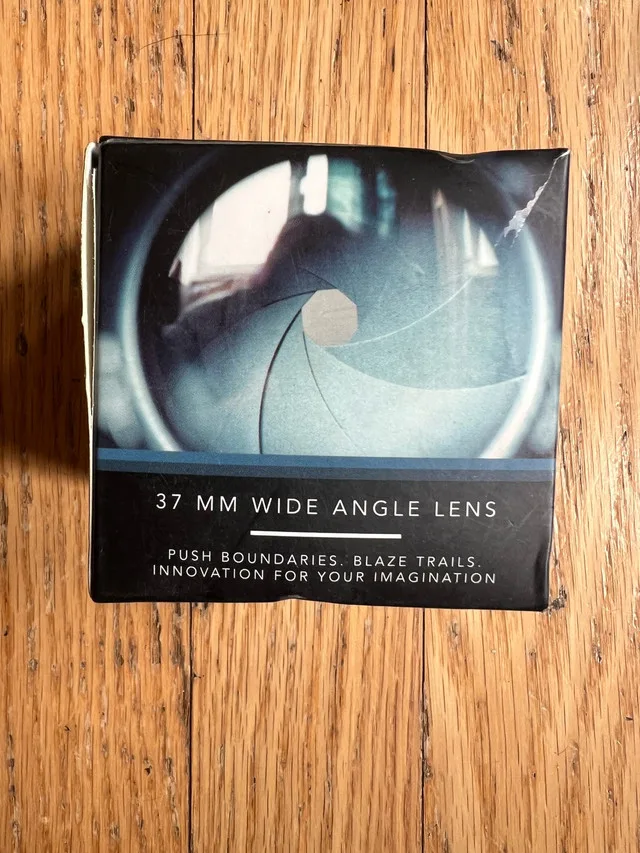 37 MM WIDE ANGLE LENS
PUSH BOUNDARIES. BLAZE TRAILS.
INNOVATION FOR YOUR IMAGINATION